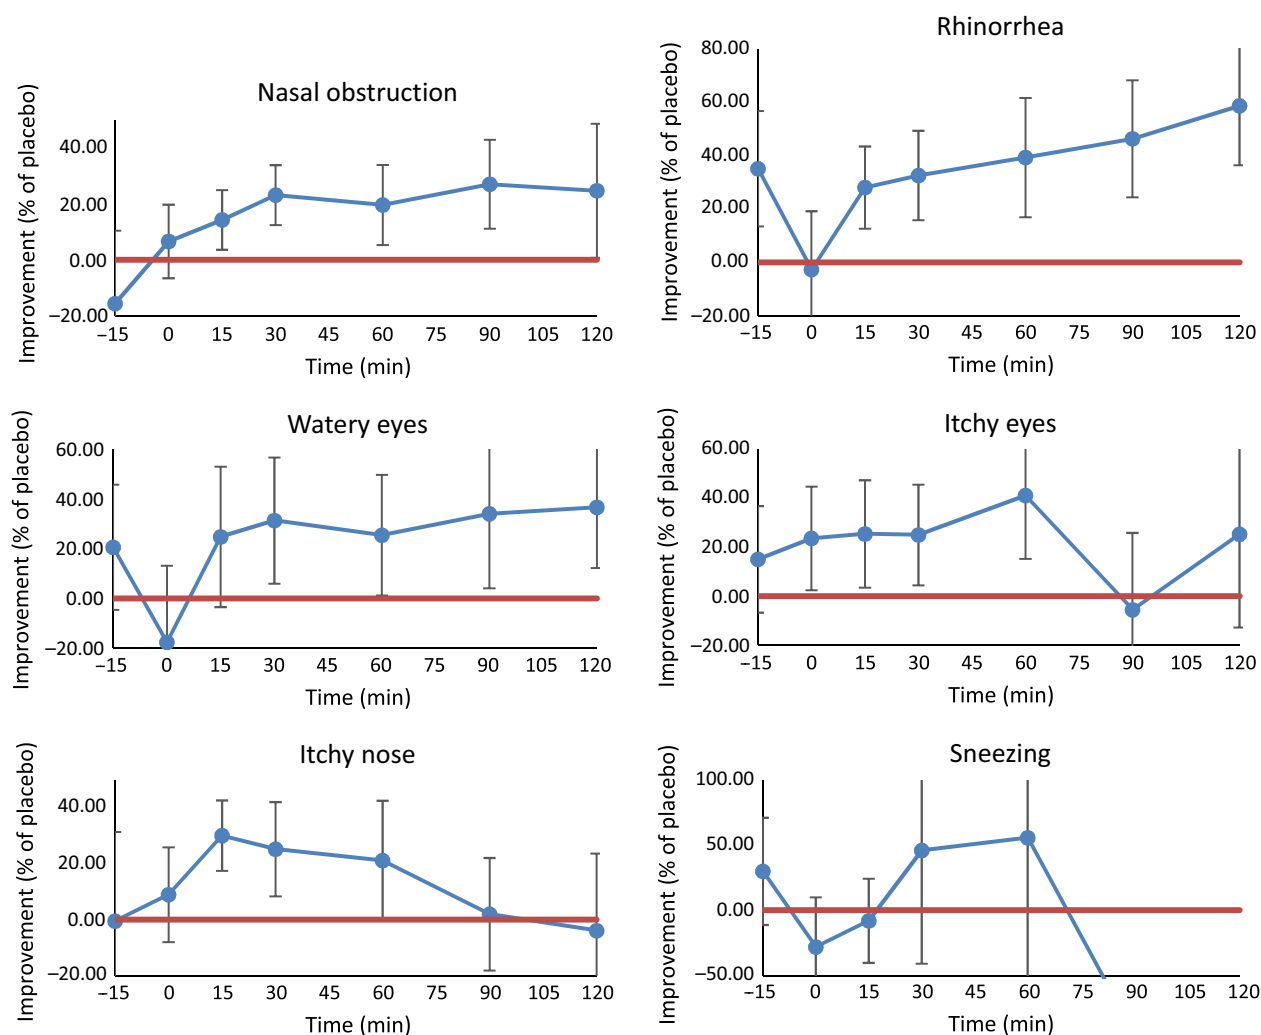 Nasal obstruction
Improvement (% of placebo)
40.00
20.00
0.00
–20.00
–15 0 15 30 45 60 75 90 105 120
Time (min)
Rhinorrhea
Improvement (% of placebo)
80.00
60.00
40.00
20.00
0.00
–20.00
–15 0 15 30 45 60 75 90 105 120
Time (min)
Watery eyes
Improvement (% of placebo)
60.00
40.00
20.00
0.00
–20.00
–15 0 15 30 45 60 75 90 105 120
Time (min)
Itchy eyes
Improvement (% of placebo)
60.00
40.00
20.00
0.00
–20.00
–15 0 15 30 45 60 75 90 105 120
Time (min)
Itchy nose
Improvement (% of placebo)
40.00
20.00
0.00
–20.00
–15 0 15 30 45 60 75 90 105 120
Time (min)
Sneezing
Improvement (% of placebo)
100.00
50.00
0.00
–50.00
–15 0 15 30 45 60 75 90 105 120
Time (min)